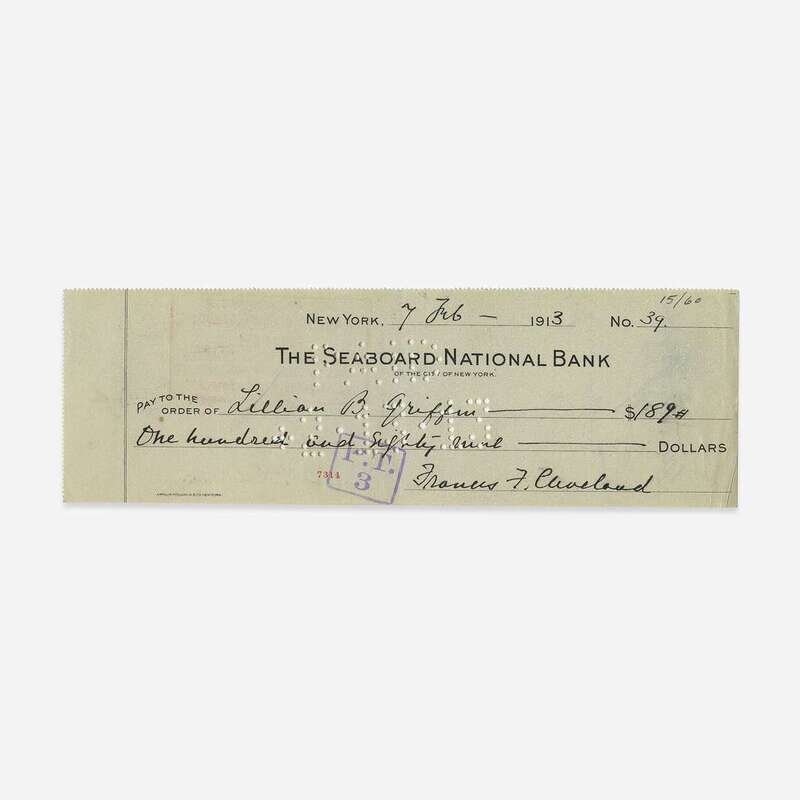 15/60
NEW YORK, 7 Feb — 1913 No. 39.
THE SEABOARD NATIONAL BANK
OF THE CITY OF NEW YORK.
PAY TO THE ORDER OF Lillian B. Griffin $189
One hundred and Eighty nine DOLLARS
7314
P.T.
3
Frances F. Cleveland